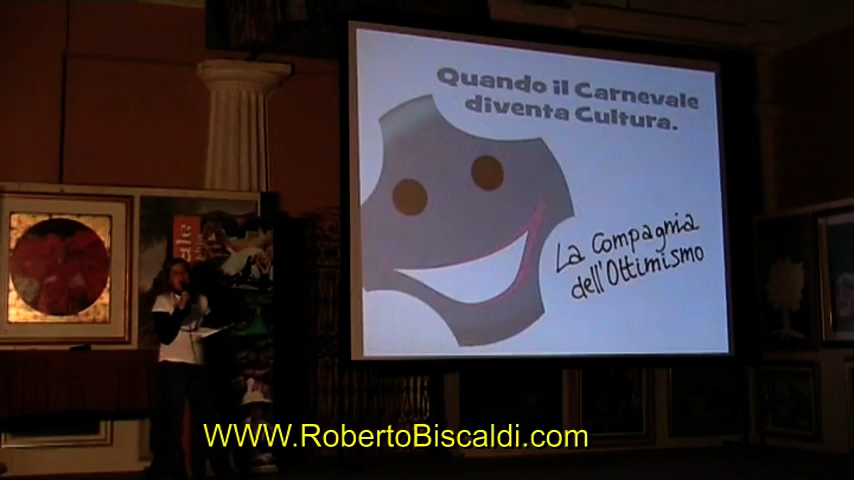 Quando il Carnevale
diventa Cultura.
La Compagnia
dell'Ottimismo
WWW.RobertoBiscaldi.com